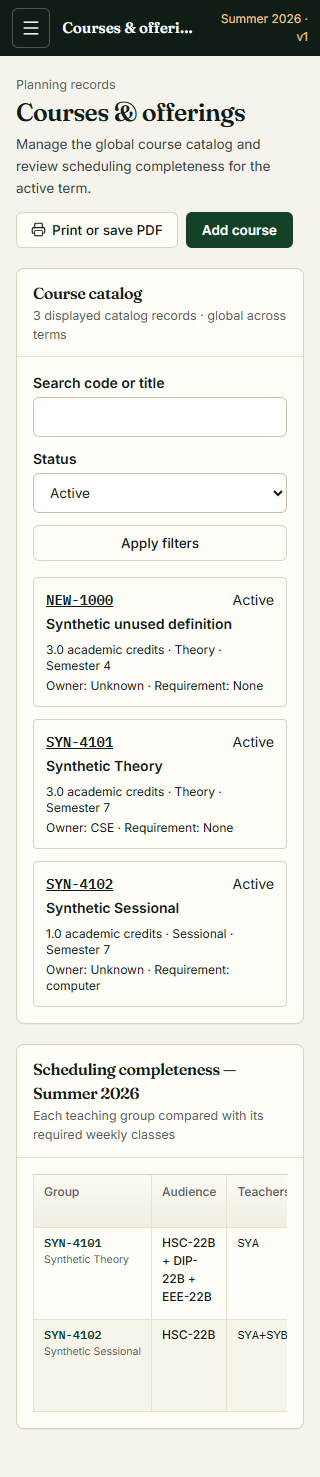 Courses & offeri...
Summer 2026 ·
v1
Planning records
Courses & offerings
Manage the global course catalog and
review scheduling completeness for the
active term.
Print or save PDF
Add course
Course catalog
3 displayed catalog records · global across
terms
Search code or title
Status
Active
Apply filters
NEW-1000 Active
Synthetic unused definition
3.0 academic credits · Theory ·
Semester 4
Owner: Unknown · Requirement: None
SYN-4101 Active
Synthetic Theory
3.0 academic credits · Theory ·
Semester 7
Owner: CSE · Requirement: None
SYN-4102 Active
Synthetic Sessional
1.0 academic credits · Sessional ·
Semester 7
Owner: Unknown · Requirement:
computer
Scheduling completeness —
Summer 2026
Each teaching group compared with its
required weekly classes
Group Audience Teachers
SYN-4101 HSC-22B SYA
Synthetic Theory + DIP-
22B +
EEE-22B
SYN-4102 HSC-22B SYA+SYB
Synthetic Sessional